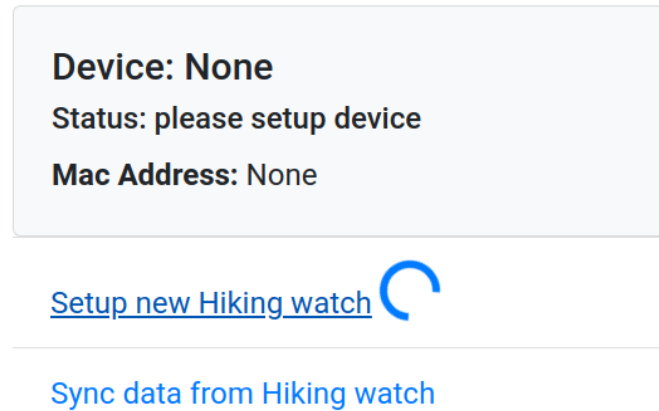 Device: None
Status: please setup device
Mac Address: None
Setup new Hiking watch
Sync data from Hiking watch